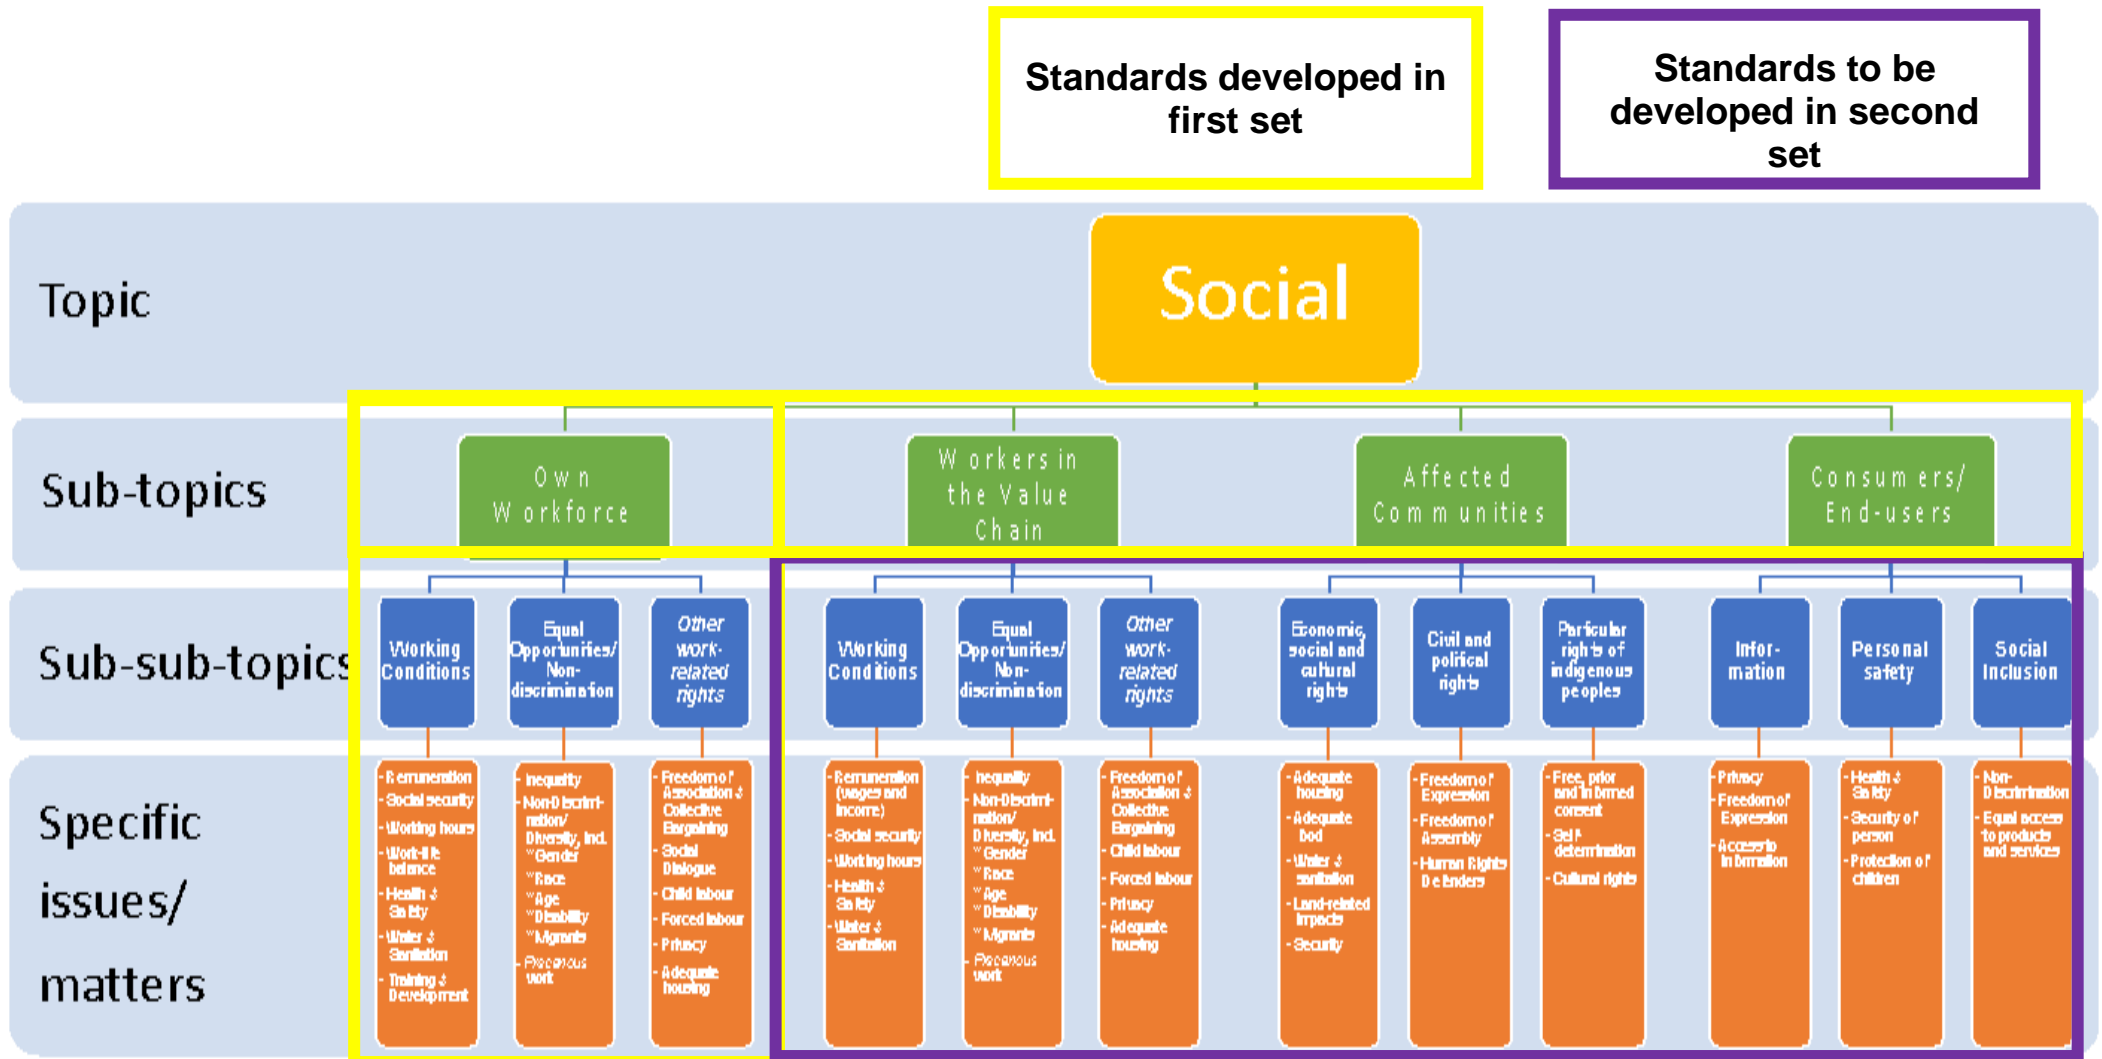 Standards developed in
first set
Standards to be
developed in second
set
Topic
Social
Sub-topics
Own
Workforce
Workers in
the Value
Chain
Affected
Communities
Consumers/
End-users
Sub-sub-topics
Working
Conditions
Equal
Opportunities/
Non-
discrimination
Other
work-
related
rights
Working
Conditions
Equal
Opportunities/
Non-
discrimination
Other
work-
related
rights
Economic,
social and
cultural
rights
Civil and
political
rights
Particular
rights of
indigenous
peoples
Infor-
mation
Personal
safety
Social
Inclusion
Specific
issues/
matters
- Remuneration
- Social security
- Working hours
- Work-life
balance
- Health &
Safety
- Water &
Sanitation
- Training &
Development
- Inequality
- Non-Discrimi-
nation/
Diversity, incl.
* Gender
* Race
* Age
* Disability
* Migrants
- Precarious
work
- Freedom of
Association &
Collective
Bargaining
- Social
Dialogue
- Child labour
- Forced labour
- Privacy
- Adequate
housing
- Remuneration
(wages and
income)
- Social security
- Working hours
- Health &
Safety
- Water &
Sanitation
- Inequality
- Non-Discrimi-
nation/
Diversity, incl.
* Gender
* Race
* Age
* Disability
* Migrants
- Precarious
work
- Freedom of
Association &
Collective
Bargaining
- Child labour
- Forced labour
- Privacy
- Adequate
housing
- Adequate
housing
- Adequate
food
- Water &
sanitation
- Land-related
impacts
- Security
- Freedom of
Expression
- Freedom of
Assembly
- Human Rights
Defenders
- Free, prior
and informed
consent
- Self-
determination
- Cultural rights
- Privacy
- Freedom of
Expression
- Access to
information
- Health &
Safety
- Security of
person
- Protection of
children
- Non-
Discrimination
- Equal access
to products
and services